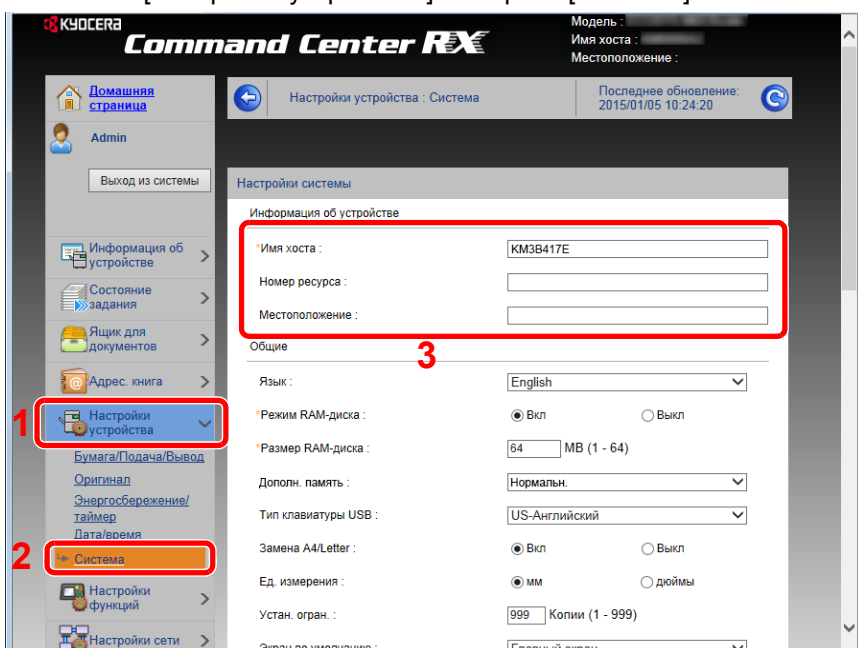 KYOCERA
Command Center RX
Модель :
Имя хоста :
Местоположение :
Домашняя
страница
Настройки устройства : Система
Последнее обновление:
2015/01/05 10:24:20
Admin
Выход из системы
Настройки системы
Информация об устройстве
*Имя хоста :
KM3B417E
Номер ресурса :
Местоположение :
3
Общие
Язык :
English
*Режим RAM-диска :
Вкл
Выкл
*Размер RAM-диска :
64
MB (1 - 64)
Дополн. память :
Нормальн.
Тип клавиатуры USB :
US-Английский
Замена A4/Letter :
Вкл
Выкл
Ед. измерения :
мм
дюймы
Устан. огран. :
999
Копии (1 - 999)
Экран по умолчанию :
Главный экран
Информация об
устройстве
Состояние
задания
Ящик для
документов
Адрес. книга
1
Настройки
устройства
Бумага/Подача/Вывод
Оригинал
Энергосбережение/
таймер
Дата/время
2
Система
Настройки
функций
Настройки сети